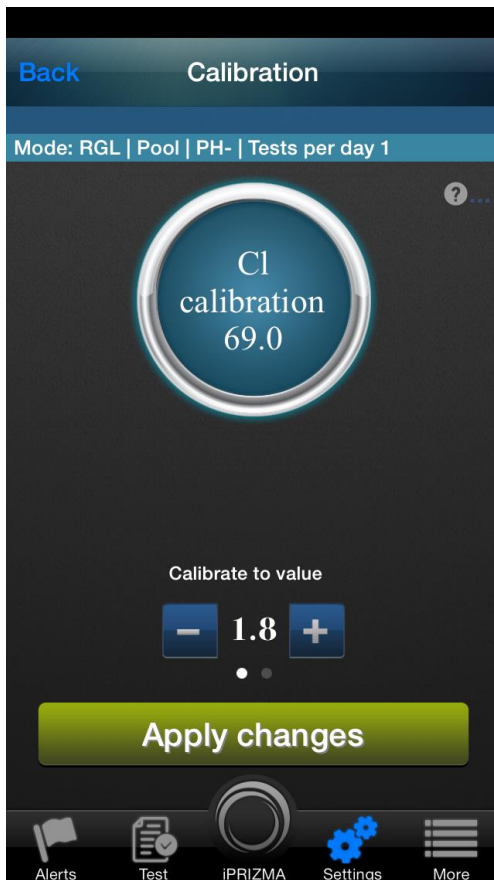 Back
Calibration
Mode: RGL | Pool | PH- | Tests per day 1
?...
Cl
calibration
69.0
Calibrate to value
− 1.8 +
Apply changes
Alerts Test iPRIZMA Settings More